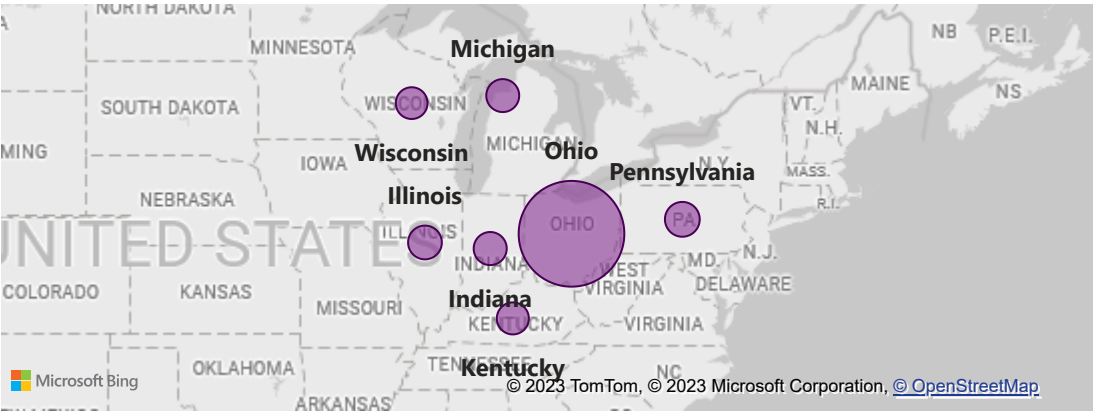 NORTH DAKOTA
MINNESOTA
Michigan
NB
P.E.I.
MAINE
NS
SOUTH DAKOTA
WISCONSIN
VT.
N.H.
MING
IOWA
Wisconsin
MICHIGAN
Ohio
N.Y.
MASS.
Pennsylvania
R.I.
NEBRASKA
Illinois
UNITED STATES
ILLINOIS
OHIO
PA
INDIANA
MD.
N.J.
WEST
VIRGINIA
DELAWARE
COLORADO
KANSAS
MISSOURI
Indiana
KENTUCKY
VIRGINIA
OKLAHOMA
TENNESSEE
Kentucky
NC
Microsoft Bing
© 2023 TomTom, © 2023 Microsoft Corporation, © OpenStreetMap
ARKANSAS